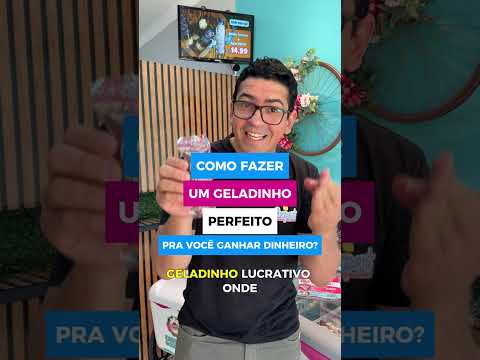 14.99
COMO FAZER
UM GELADINHO
PERFEITO
PRA VOCÊ GANHAR DINHEIRO?
GELADINHO LUCRATIVO
ONDE